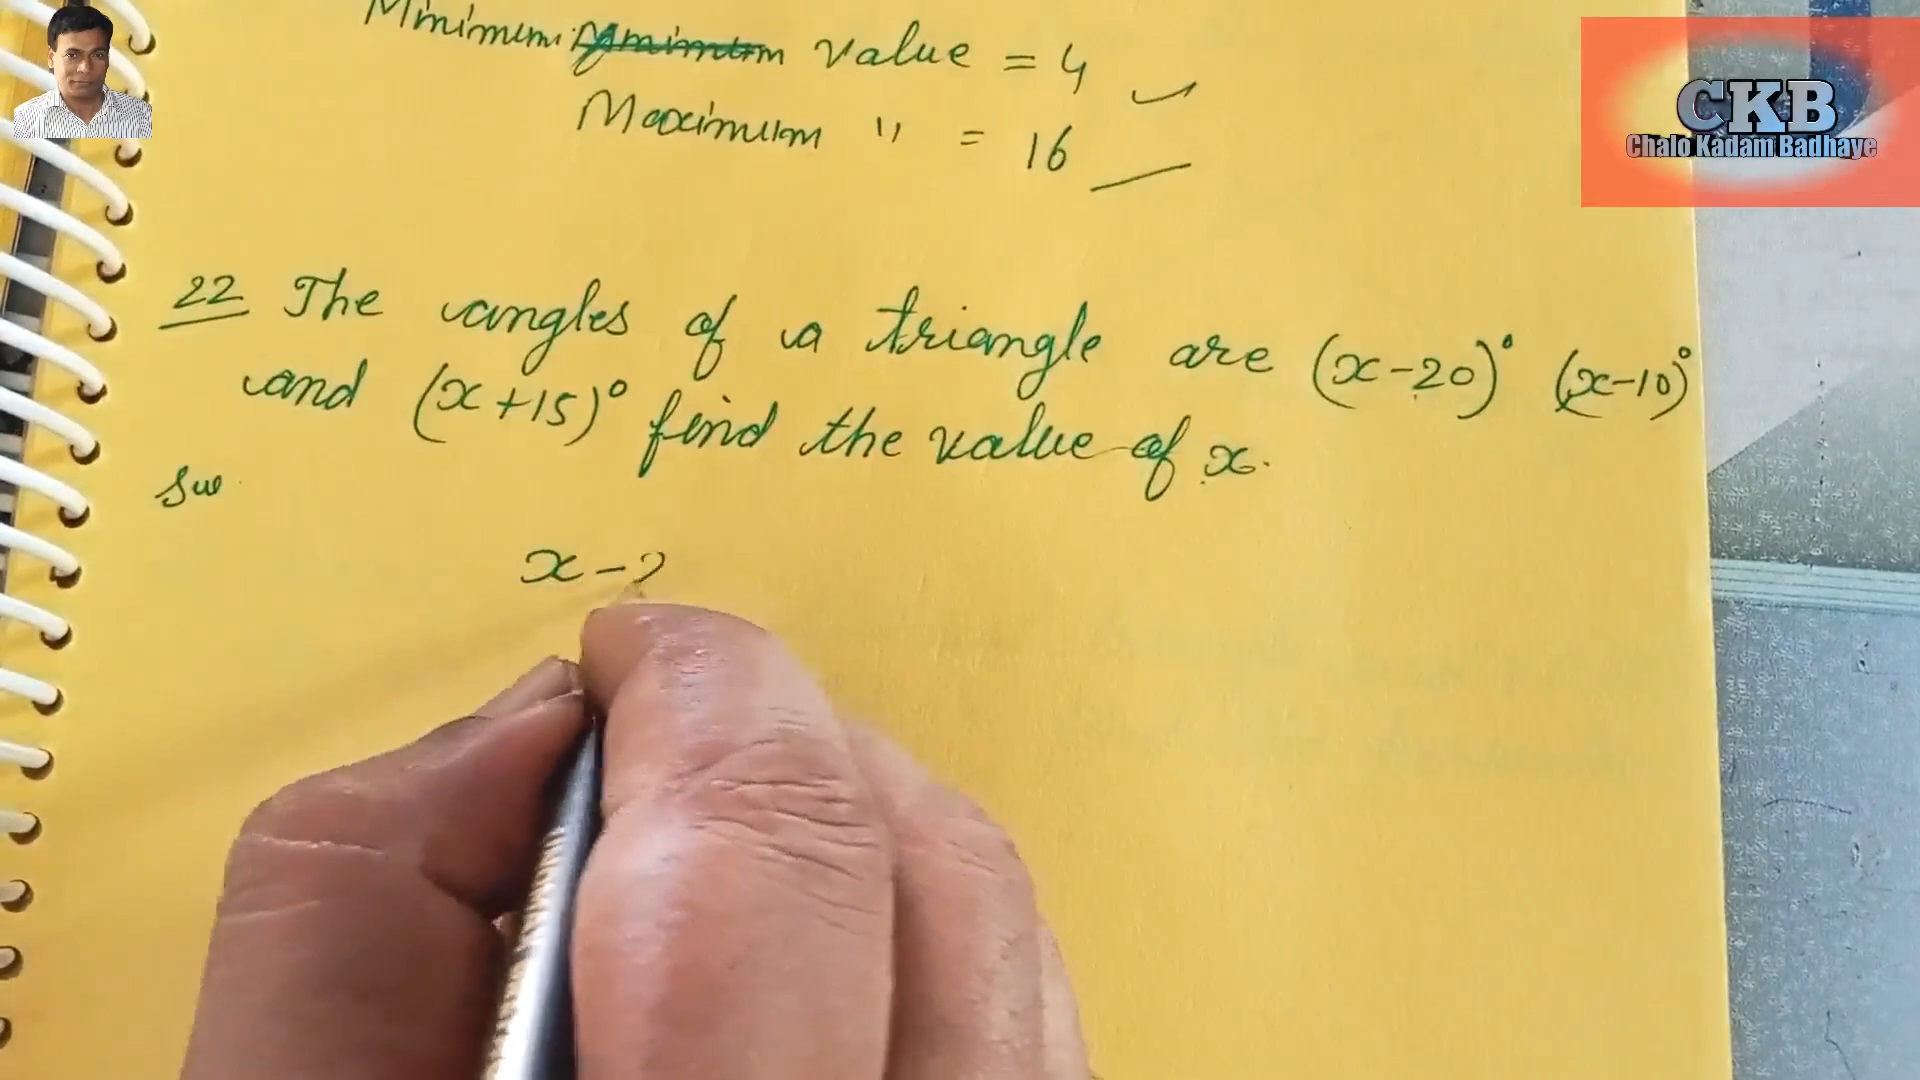 Minimum value = 4
Maximum " = 16
CKB
Chalo Kadam Badhaye
22 The angles of a triangle are (x-20)° (x-10)°
and (x+15)° find the value of x.
x-2